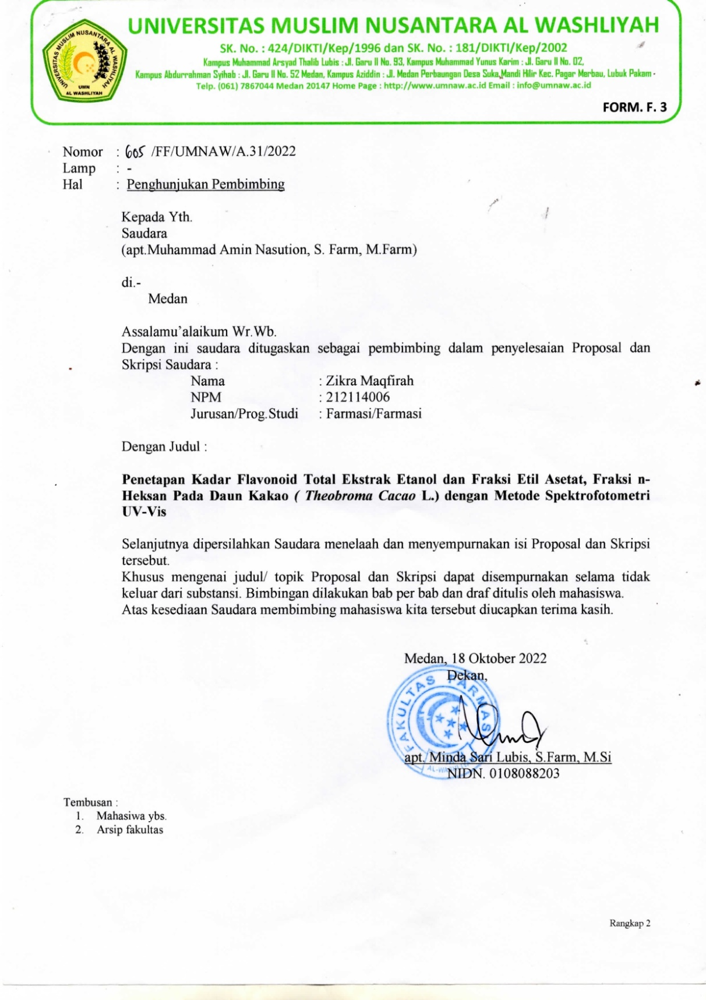 UNIVERSITAS MUSLIM NUSANTARA AL WASHLIYAH
SK. No. : 424/DIKTI/Kep/1996 dan SK. No. : 181/DIKTI/Kep/2002
Kampus Muhammad Arsyad Thalib Lubis : Jl. Garu II No. 93, Kampus Muhammad Yunus Karim : Jl. Garu II No. 02,
Kampus Abdurrahman Syihab : Jl. Garu II No. 52 Medan, Kampus Aziddin : Jl. Medan Perbaungan Desa Suka Mandi Hilir Kec. Pagar Merbau, Lubuk Pakam
Telp. (061) 7867044 Medan 20147 Home Page : http://www.umnaw.ac.id Email : info@umnaw.ac.id
UNIVERSITAS MUSLIM NUSANTARA AL WASHLIYAH
UMN
AL WASHLIYAH
FORM. F. 3
Nomor : 605 /FF/UMNAW/A.31/2022
Lamp : -
Hal : Penghunjukan Pembimbing
Kepada Yth.
Saudara
(apt.Muhammad Amin Nasution, S. Farm, M.Farm)
di.-
Medan
Assalamu’alaikum Wr.Wb.
Dengan ini saudara ditugaskan sebagai pembimbing dalam penyelesaian Proposal dan
Skripsi Saudara :
Nama : Zikra Maqfirah
NPM : 212114006
Jurusan/Prog.Studi : Farmasi/Farmasi
Dengan Judul :
Penetapan Kadar Flavonoid Total Ekstrak Etanol dan Fraksi Etil Asetat, Fraksi n-
Heksan Pada Daun Kakao ( Theobroma Cacao L.) dengan Metode Spektrofotometri
UV-Vis
Selanjutnya dipersilahkan Saudara menelaah dan menyempurnakan isi Proposal dan Skripsi
tersebut.
Khusus mengenai judul/ topik Proposal dan Skripsi dapat disempurnakan selama tidak
keluar dari substansi. Bimbingan dilakukan bab per bab dan draf ditulis oleh mahasiswa.
Atas kesediaan Saudara membimbing mahasiswa kita tersebut diucapkan terima kasih.
Medan, 18 Oktober 2022
Dekan,
FAKULTAS FARMASI
apt. Minda Sari Lubis, S.Farm, M.Si
NIDN. 0108088203
Tembusan :
1. Mahasiwa ybs.
2. Arsip fakultas
Rangkap 2